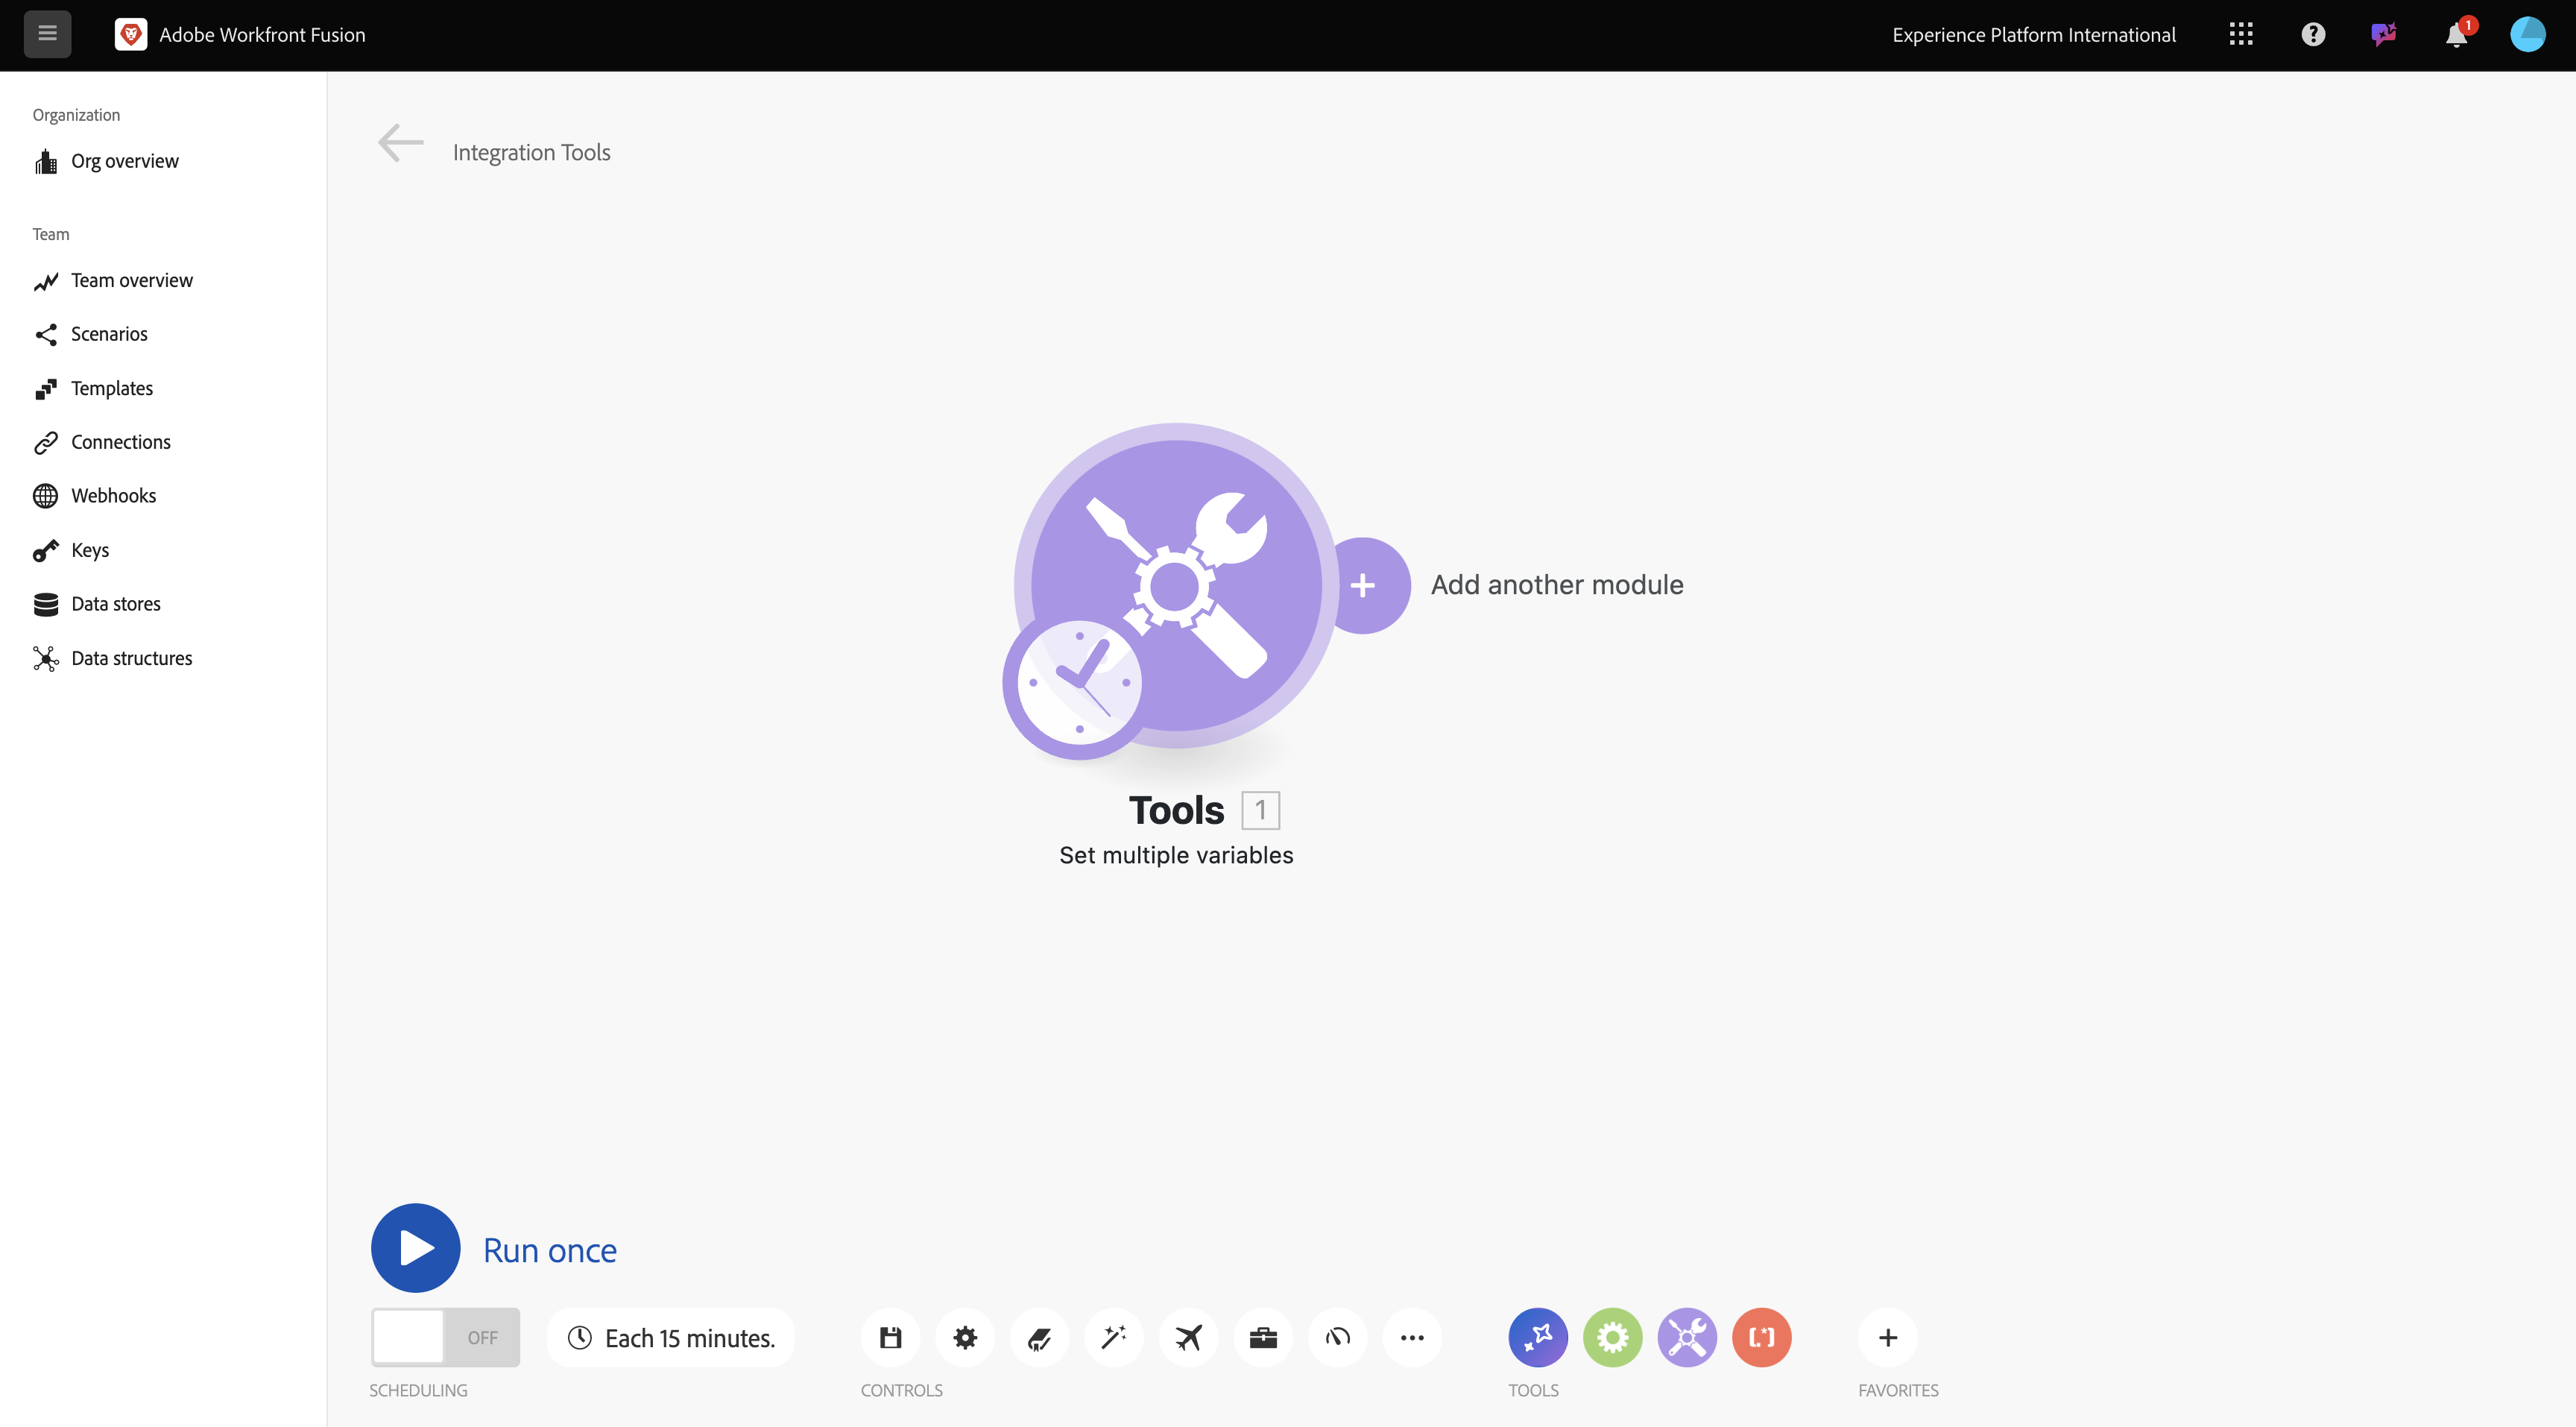 Adobe Workfront Fusion
Experience Platform International
1
Organization
Org overview
Team
Team overview
Scenarios
Templates
Connections
Webhooks
Keys
Data stores
Data structures
Integration Tools
Add another module
Tools 1
Set multiple variables
Run once
OFF
Each 15 minutes.
SCHEDULING
CONTROLS
TOOLS
FAVORITES